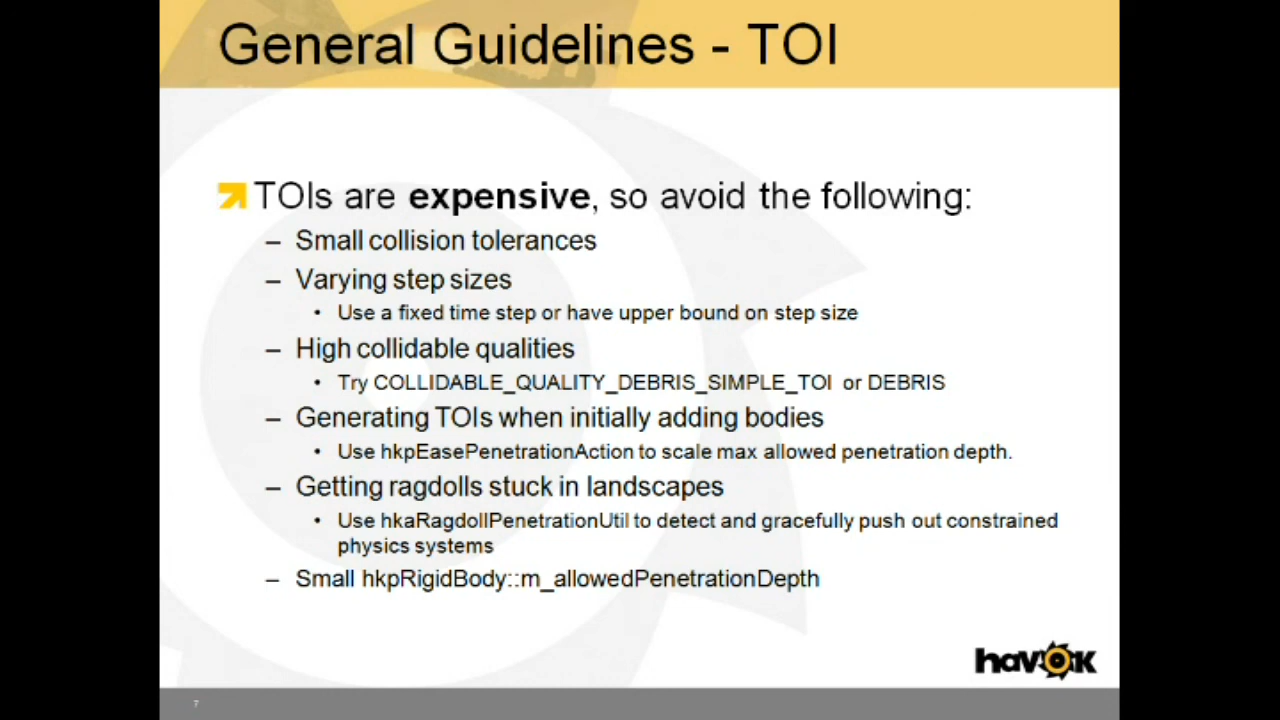 General Guidelines - TOI
TOIs are expensive, so avoid the following:
– Small collision tolerances
– Varying step sizes
• Use a fixed time step or have upper bound on step size
– High collidable qualities
• Try COLLIDABLE_QUALITY_DEBRIS_SIMPLE_TOI or DEBRIS
– Generating TOIs when initially adding bodies
• Use hkpEasePenetrationAction to scale max allowed penetration depth.
– Getting ragdolls stuck in landscapes
• Use hkaRagdollPenetrationUtil to detect and gracefully push out constrained
physics systems
– Small hkpRigidBody::m_allowedPenetrationDepth
havok
7